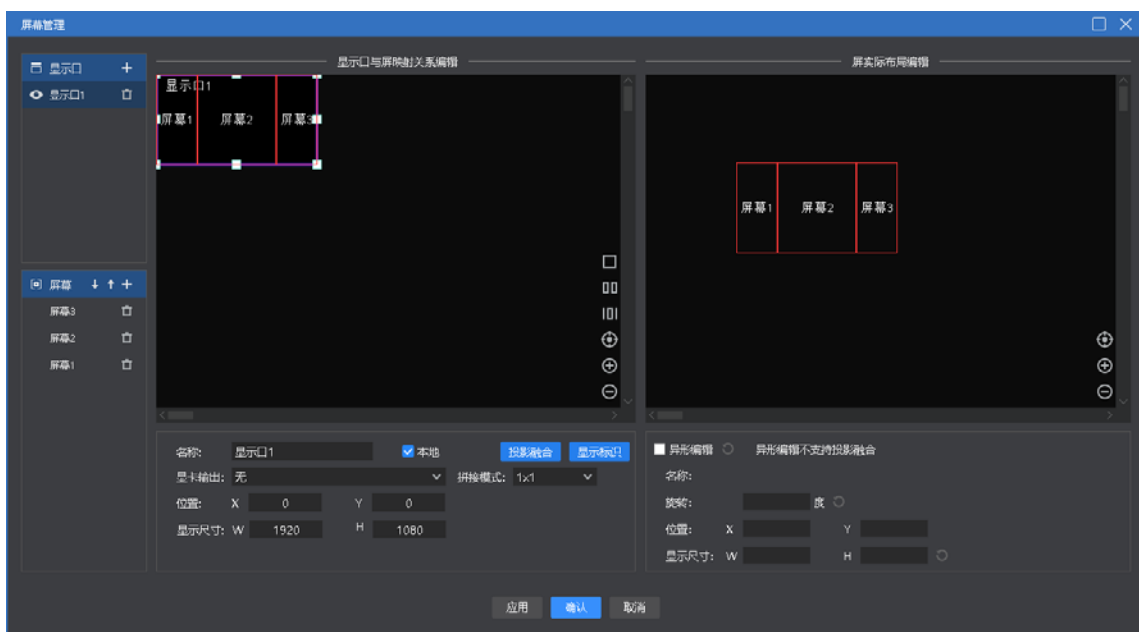 屏幕管理
显示口
显示口1
屏幕
屏幕3
屏幕2
屏幕1
显示口与屏映射关系编辑
显示口1
屏幕1 屏幕2 屏幕3
屏实际布局编辑
屏幕1 屏幕2 屏幕3
名称: 显示口1 本地 投影融合 显示标识
显卡输出: 无 拼接模式: 1x1
位置: X 0 Y 0
显示尺寸: W 1920 H 1080
异形编辑 异形编辑不支持投影融合
名称:
旋转: 度
位置: X Y
显示尺寸: W H
应用 确认 取消